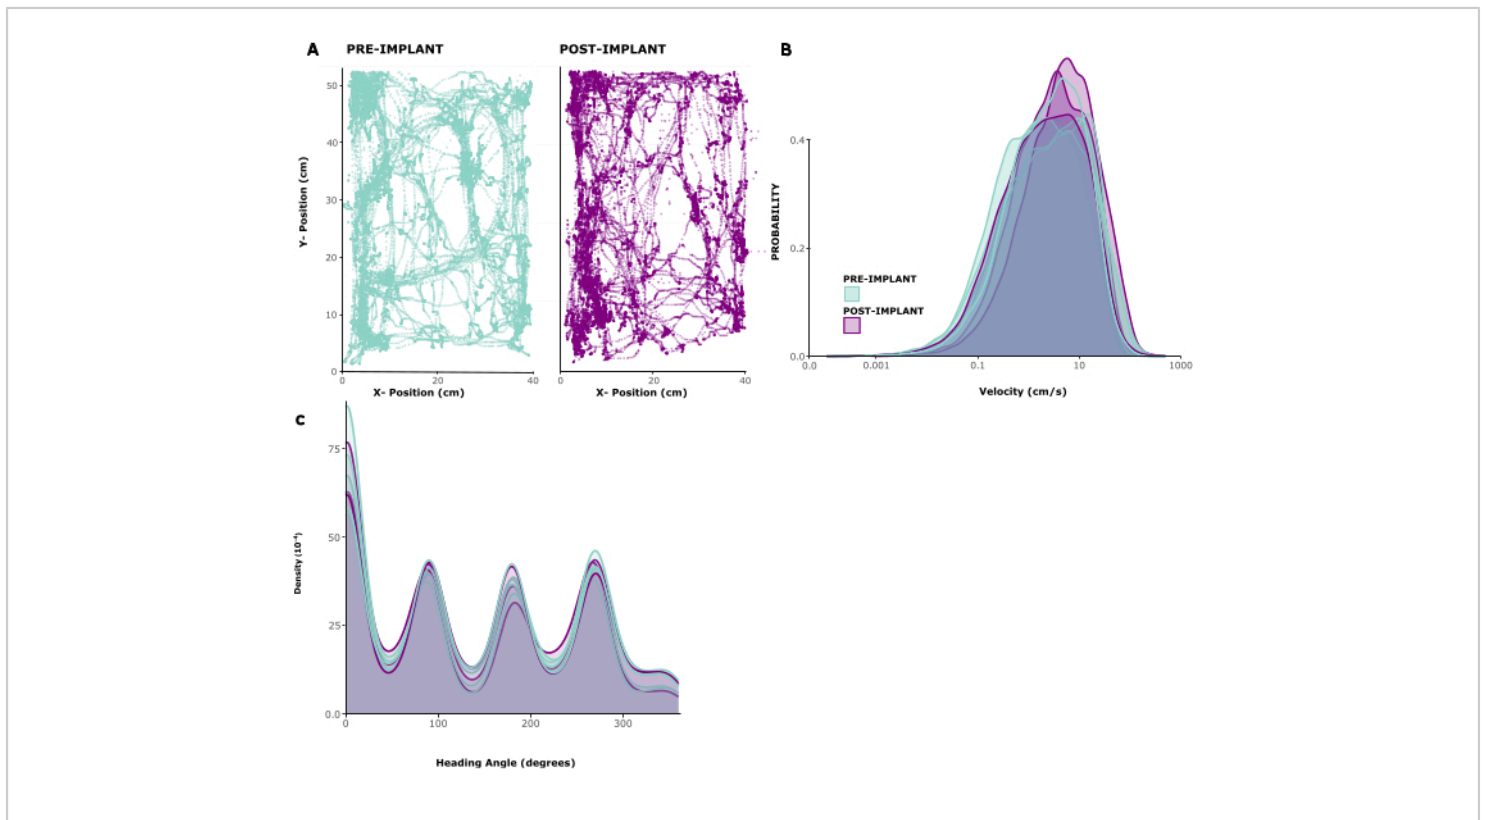 A PRE-IMPLANT POST-IMPLANT B
50
40
30
20
10
0
Y- Position (cm)
0 20 40
X- Position (cm)
0 20 40
X- Position (cm)
PROBABILITY
0.4
0.2
0.0
PRE-IMPLANT
POST-IMPLANT
0.0 0.001 0.1 10 1000
Velocity (cm/s)
C
75
50
25
0.0
Density (10⁻⁴)
0 100 200 300
Heading Angle (degrees)